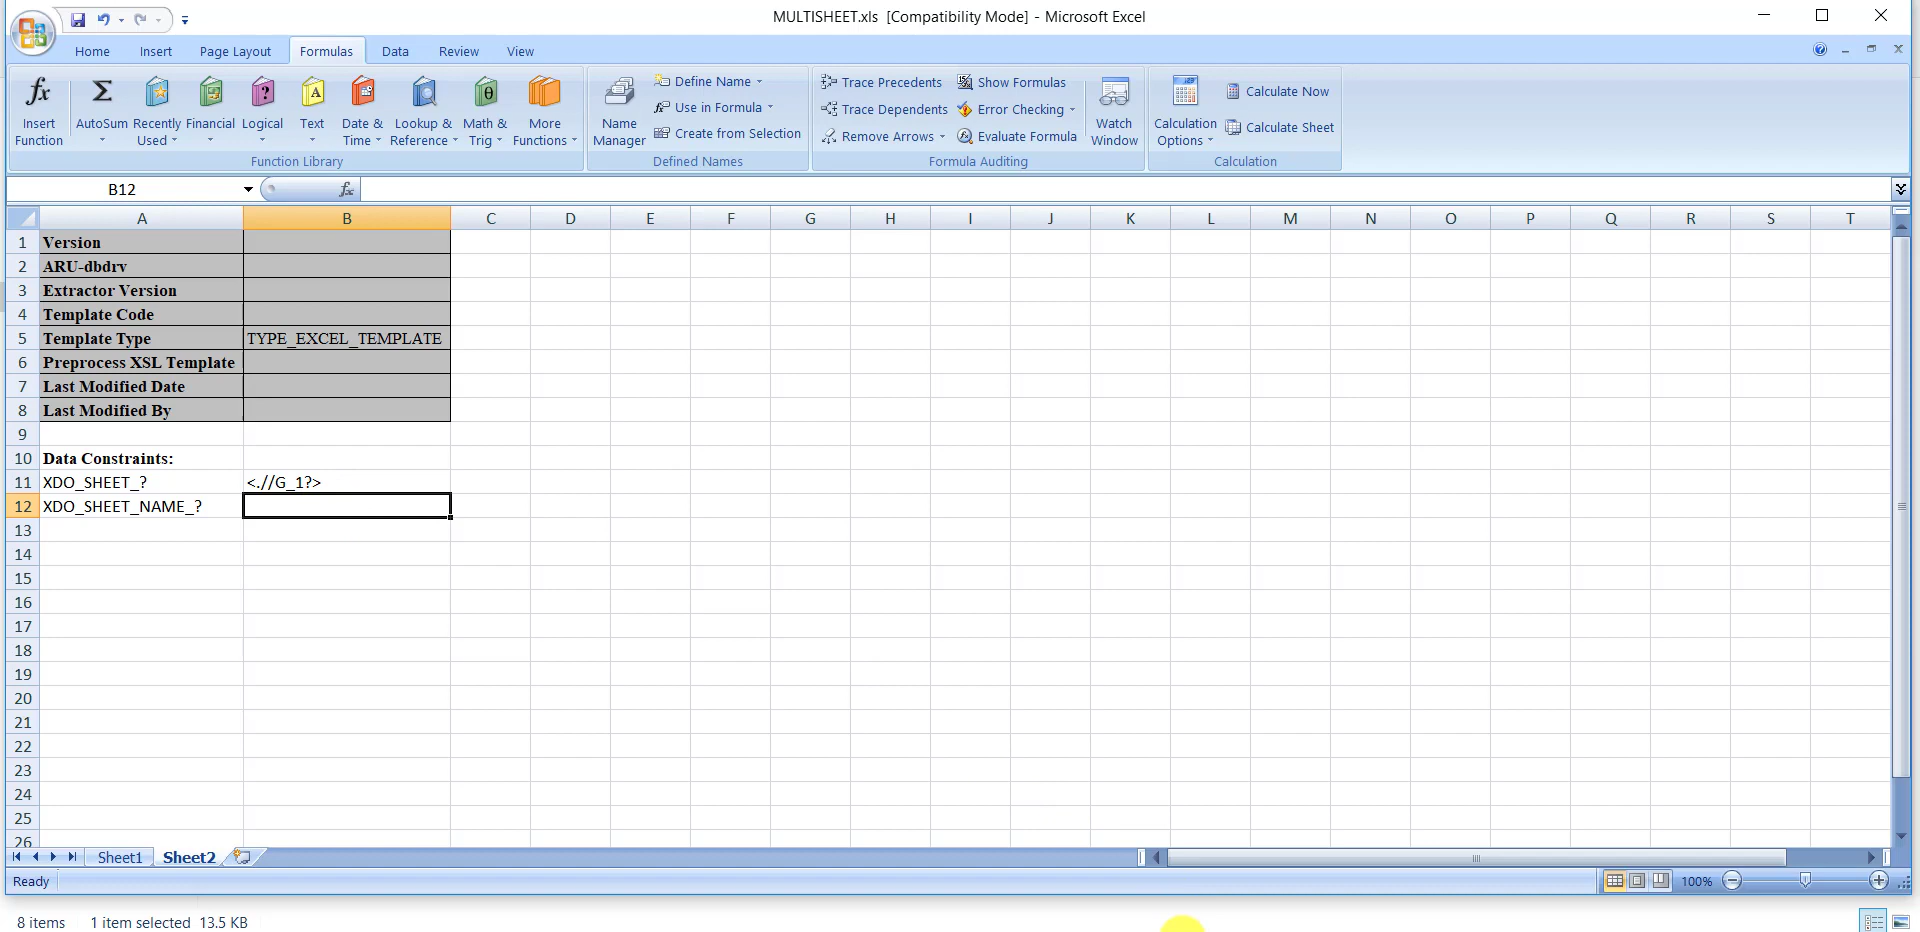 MULTISHEET.xls [Compatibility Mode] - Microsoft Excel
Home Insert Page Layout Formulas Data Review View
Insert Function AutoSum Recently Used Financial Logical Text Date & Time Lookup & Reference Math & Trig More Functions
Function Library
Name Manager Define Name Use in Formula Create from Selection
Defined Names
Trace Precedents Trace Dependents Remove Arrows Show Formulas Error Checking Evaluate Formula Watch Window
Formula Auditing
Calculation Options Calculate Now Calculate Sheet
Calculation
B12 fx
A B C D E F G H I J K L M N O P Q R S T
1 Version
2 ARU-dbdrv
3 Extractor Version
4 Template Code
5 Template Type TYPE_EXCEL_TEMPLATE
6 Preprocess XSL Template
7 Last Modified Date
8 Last Modified By
9
10 Data Constraints:
11 XDO_SHEET_? <.//G_1?>
12 XDO_SHEET_NAME_?
13
14
15
16
17
18
19
20
21
22
23
24
25
26
Sheet1 Sheet2
Ready 100%
8 items 1 item selected 13.5 KB